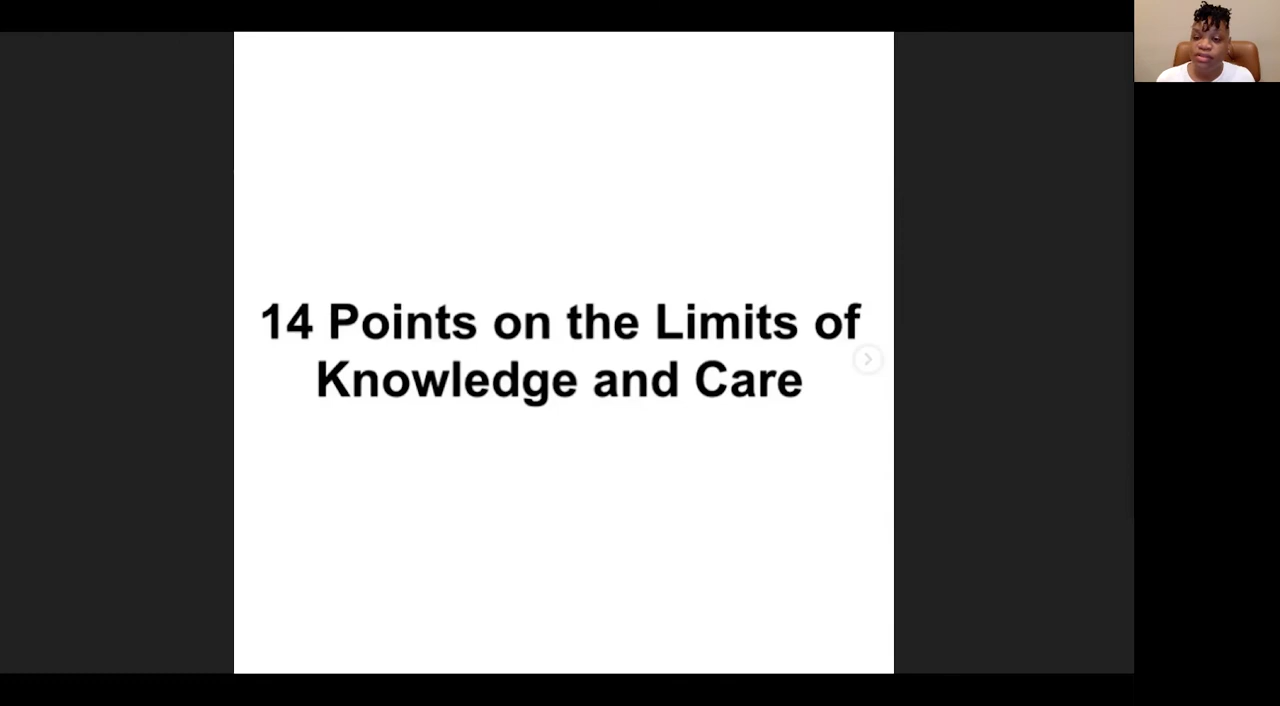 14 Points on the Limits of
Knowledge and Care